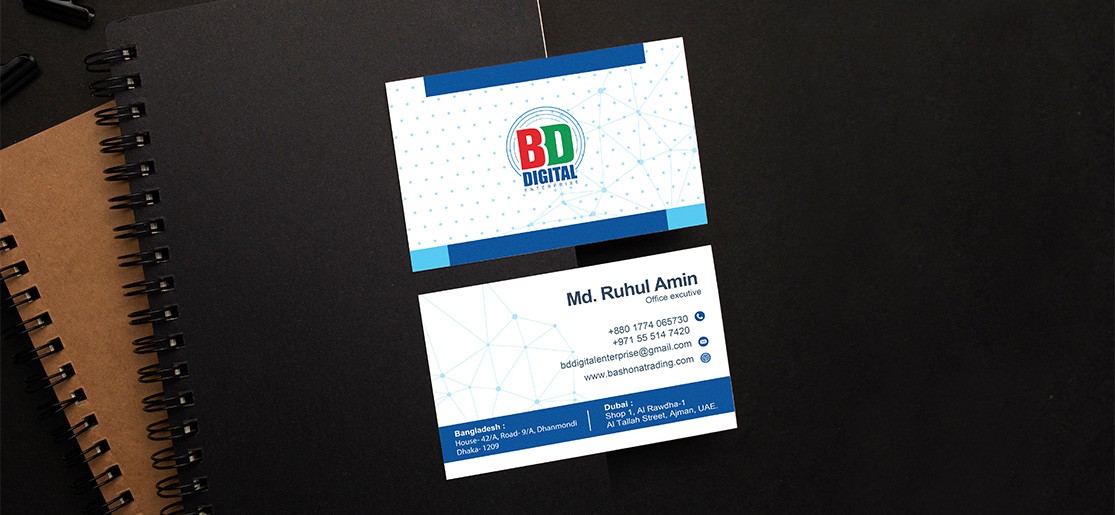 BD
DIGITAL
ENTERPRISE
Md. Ruhul Amin
Office excutive
+880 1774 065730
+971 55 514 7420
bddigitalenterprise@gmail.com
www.bashonatrading.com
Bangladesh :
House- 42/A, Road- 9/A, Dhanmondi
Dhaka- 1209
Dubai :
Shop 1, Al Rawdha-1
Al Tallah Street, Ajman, UAE.